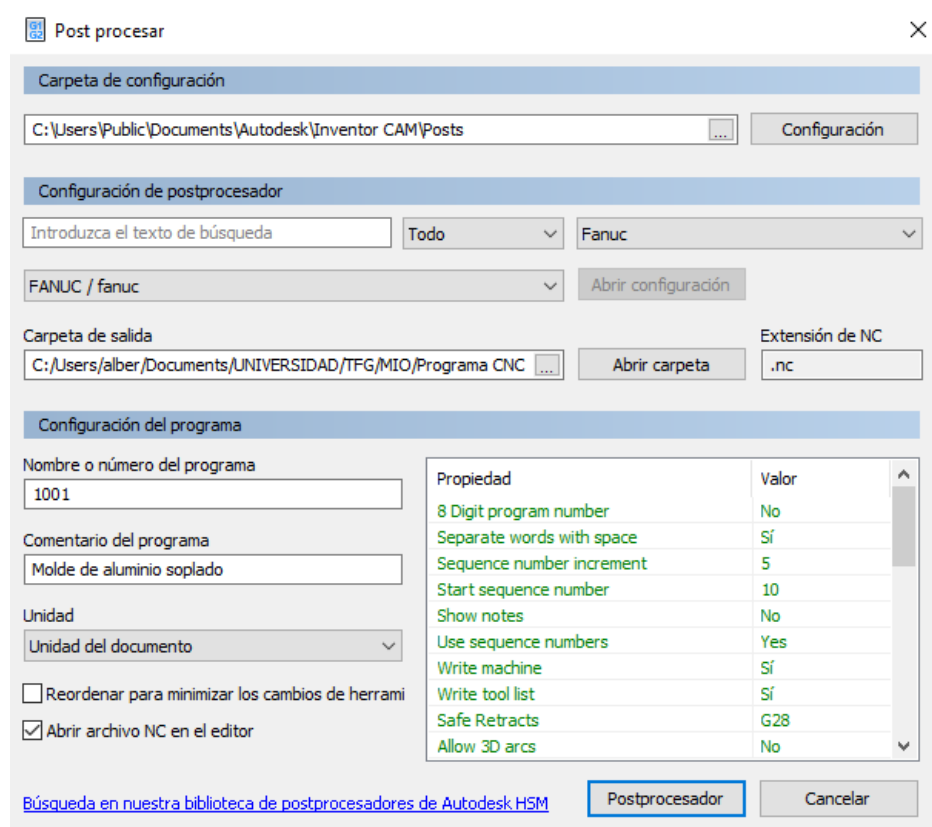 G1
G2
Post procesar
Carpeta de configuración
C:\Users\Public\Documents\Autodesk\Inventor CAM\Posts
...
Configuración
Configuración de postprocesador
Introduzca el texto de búsqueda
Todo
Fanuc
FANUC / fanuc
Abrir configuración
Carpeta de salida
Extensión de NC
C:/Users/alber/Documents/UNIVERSIDAD/TFG/MIO/Programa CNC
...
Abrir carpeta
.nc
Configuración del programa
Nombre o número del programa
1001
Comentario del programa
Molde de aluminio soplado
Unidad
Unidad del documento
Reordenar para minimizar los cambios de herrami
Abrir archivo NC en el editor
Propiedad Valor
8 Digit program number No
Separate words with space Sí
Sequence number increment 5
Start sequence number 10
Show notes No
Use sequence numbers Yes
Write machine Sí
Write tool list Sí
Safe Retracts G28
Allow 3D arcs No
Búsqueda en nuestra biblioteca de postprocesadores de Autodesk HSM
Postprocesador
Cancelar